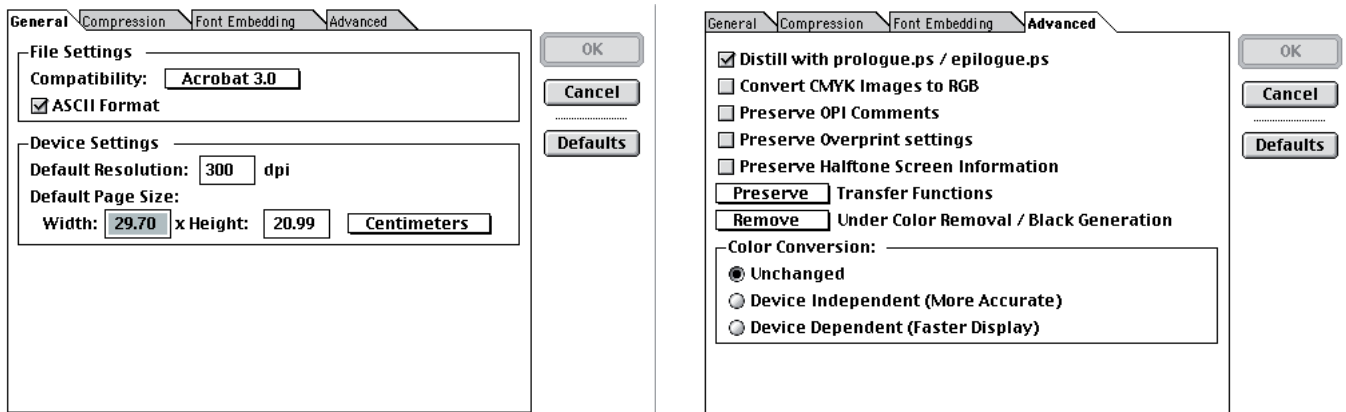 General Compression Font Embedding Advanced
File Settings
Compatibility: Acrobat 3.0
ASCII Format
Device Settings
Default Resolution: 300 dpi
Default Page Size:
Width: 29.70 x Height: 20.99 Centimeters
OK
Cancel
Defaults
General Compression Font Embedding Advanced
Distill with prologue.ps / epilogue.ps
Convert CMYK Images to RGB
Preserve OPI Comments
Preserve Overprint settings
Preserve Halftone Screen Information
Preserve Transfer Functions
Remove Under Color Removal / Black Generation
Color Conversion:
Unchanged
Device Independent (More Accurate)
Device Dependent (Faster Display)
OK
Cancel
Defaults